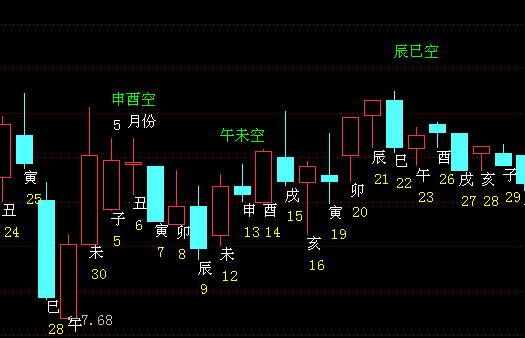 辰巳空
申酉空
5 月份
午未空
辰
巳
酉
午
子
寅
戌
亥
21
22
23
26
27
28
29
丑
丑
子
寅
卯
申
酉
戌
寅
卯
24
25
5
6
7
8
13
14
15
19
20
未
辰
未
亥
30
9
12
16
巳
午
7.68
28